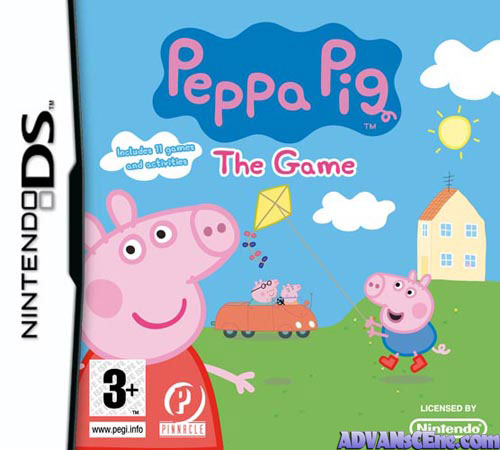 NINTENDO DS™
Peppa Pig
™
Includes 11 games
and activities
The Game
3+
www.pegi.info
P
PINNACLE
LICENSED BY
Nintendo
ADVANsCEne.com